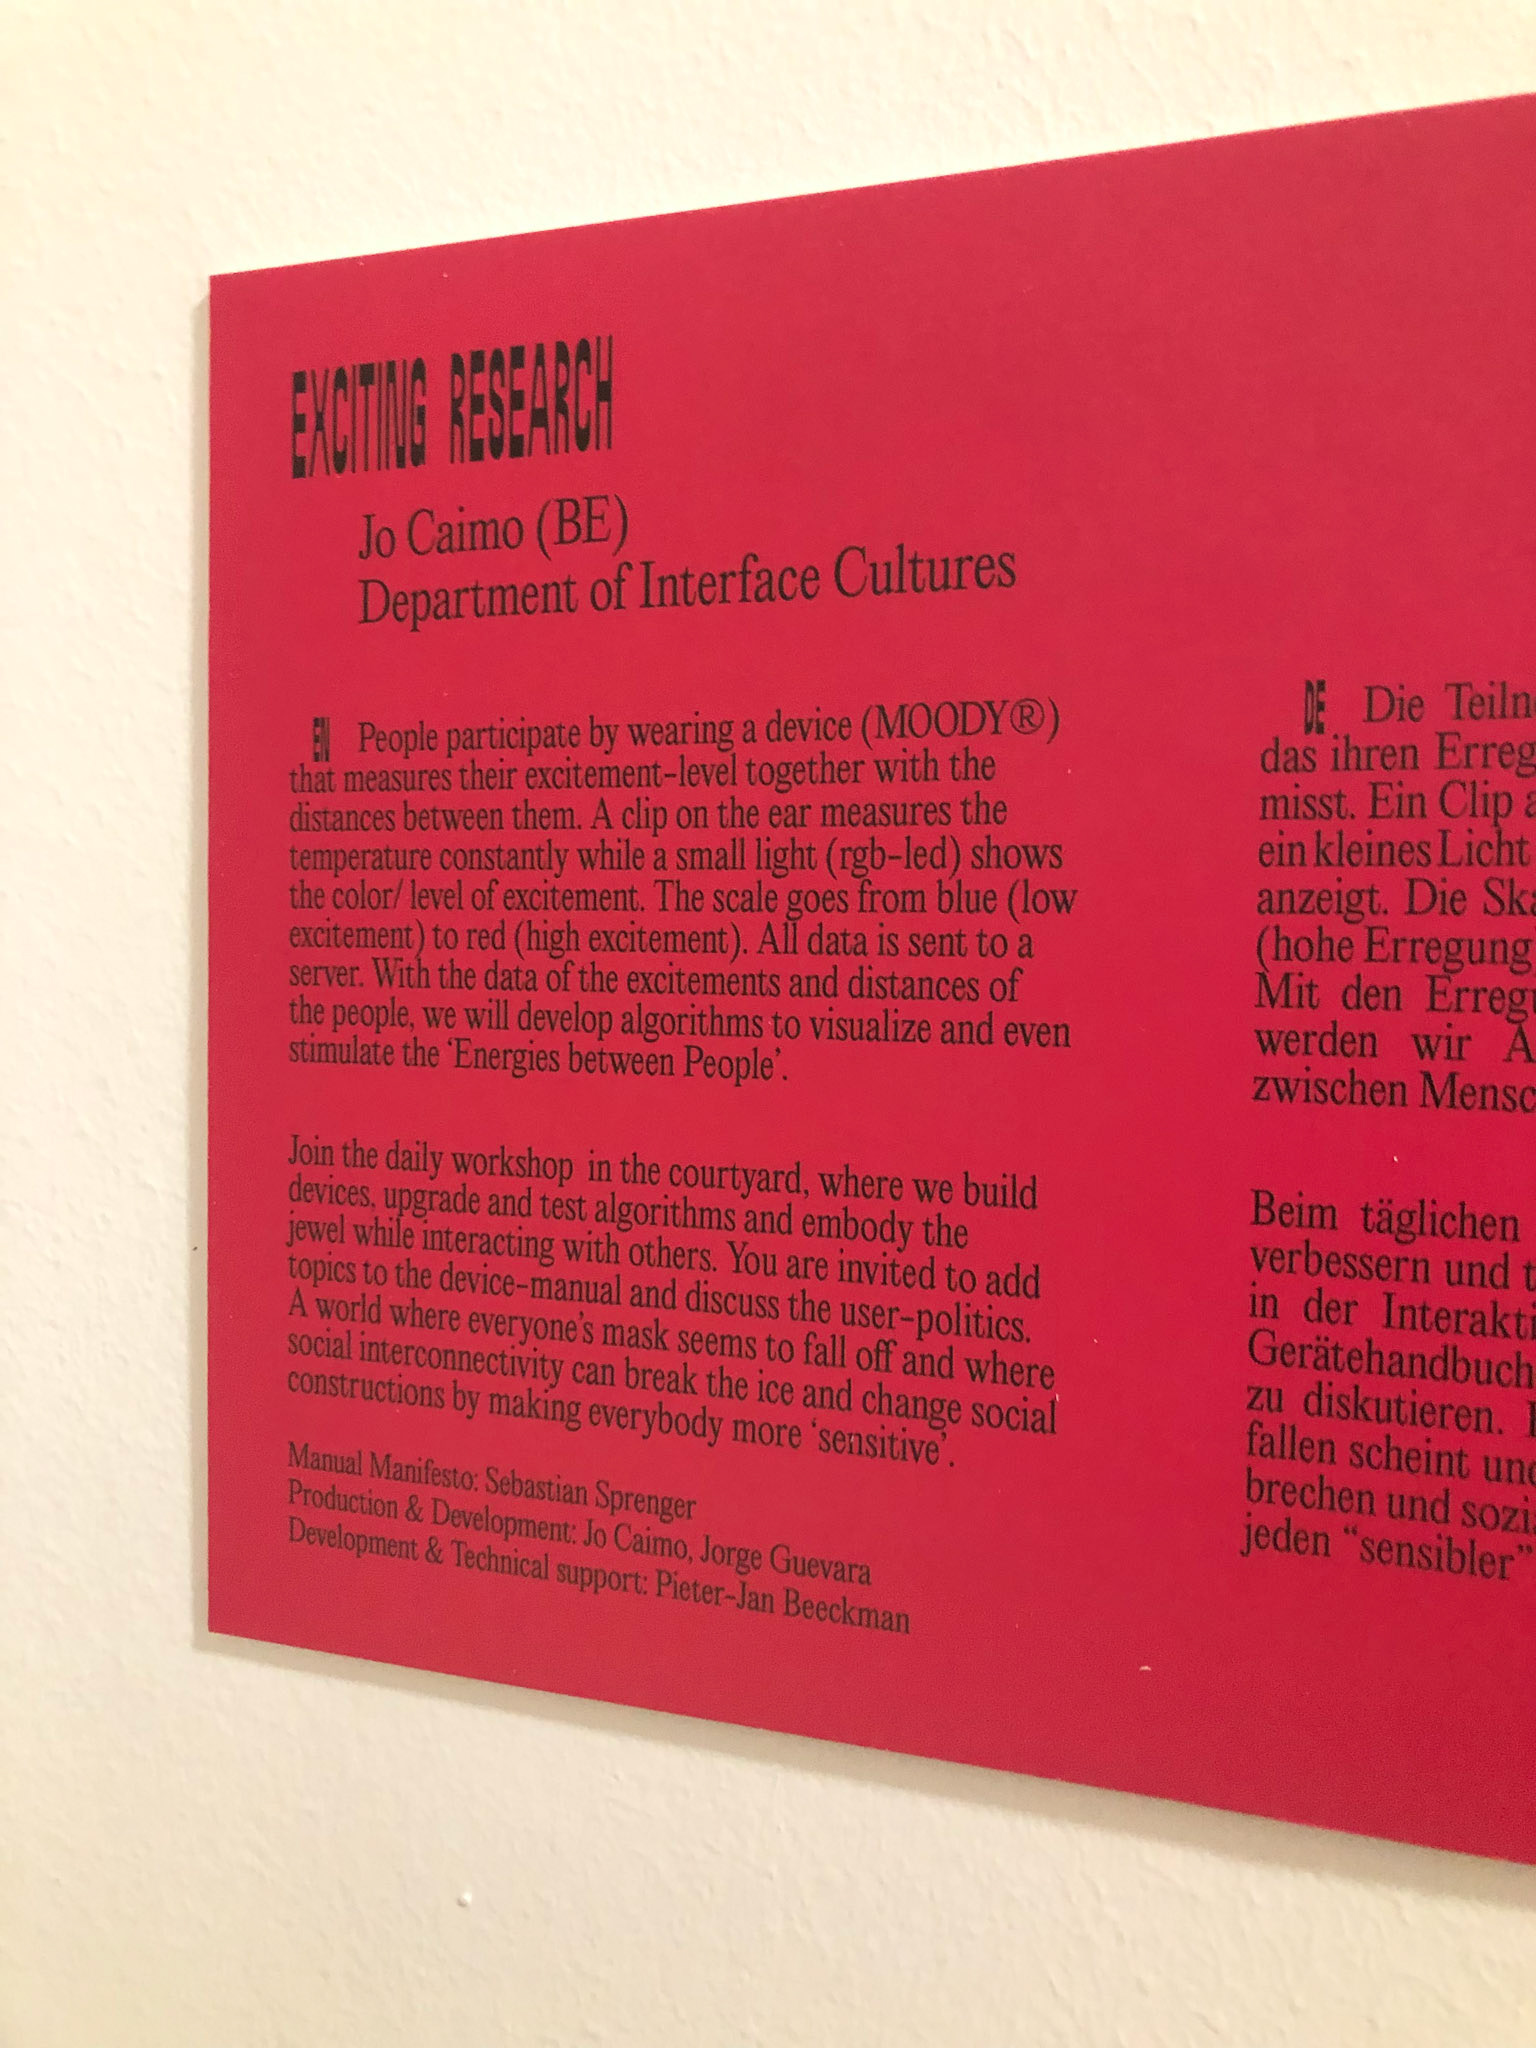 EXCITING RESEARCH
Jo Caimo (BE)
Department of Interface Cultures
EN People participate by wearing a device (MOODY®)
that measures their excitement-level together with the
distances between them. A clip on the ear measures the
temperature constantly while a small light (rgb-led) shows
the color/ level of excitement. The scale goes from blue (low
excitement) to red (high excitement). All data is sent to a
server. With the data of the excitements and distances of
the people, we will develop algorithms to visualize and even
stimulate the ‘Energies between People’.
Join the daily workshop in the courtyard, where we build
devices, upgrade and test algorithms and embody the
jewel while interacting with others. You are invited to add
topics to the device-manual and discuss the user-politics.
A world where everyone’s mask seems to fall off and where
social interconnectivity can break the ice and change social
constructions by making everybody more ‘sensitive’.
Manual Manifesto: Sebastian Sprenger
Production & Development: Jo Caimo, Jorge Guevara
Development & Technical support: Pieter-Jan Beeckman
DE Die
das ihren
misst. Ein Clip
ein kleines Licht
anzeigt. Die
(hohe Erregung
Mit den
werden wir
zwischen
Beim täglichen
verbessern und
in der
Gerätehandbuch
zu diskutieren.
fallen scheint
brechen und
jeden “sensibler”